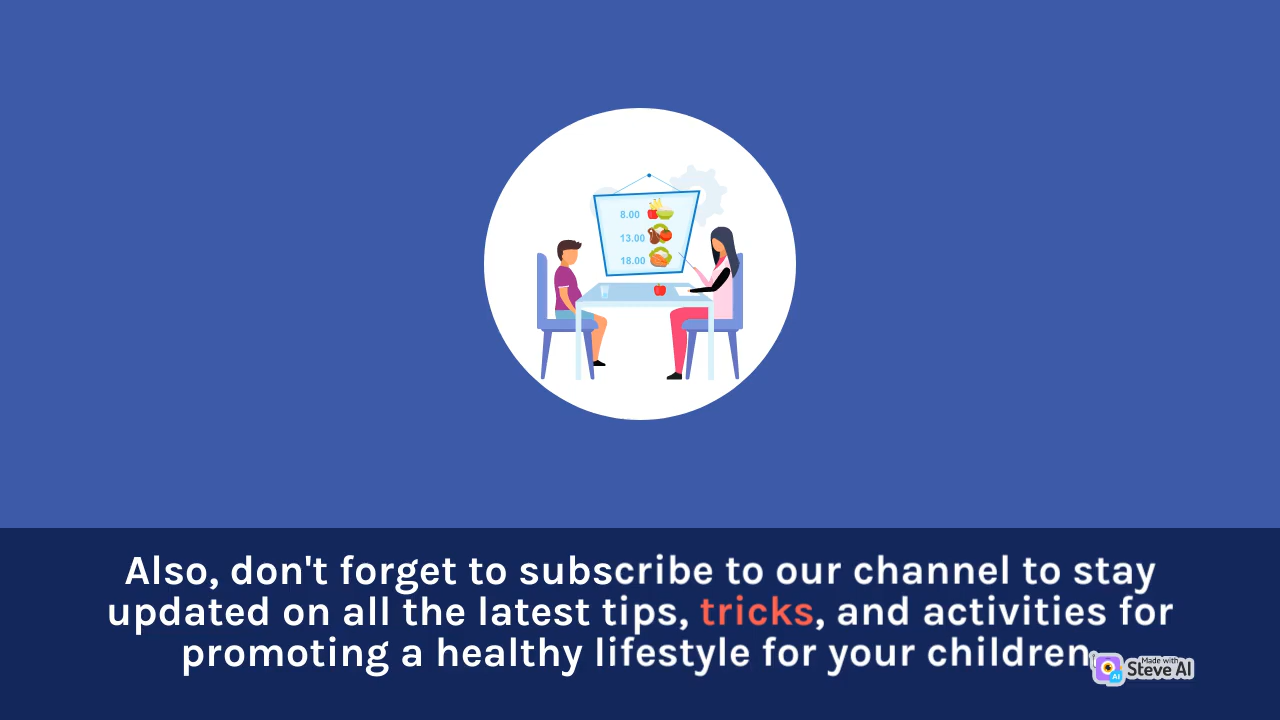 8.00
13.00
18.00
Also, don't forget to subscribe to our channel to stay
updated on all the latest tips, tricks, and activities for
promoting a healthy lifestyle for your children
Made with
Steve AI
AI